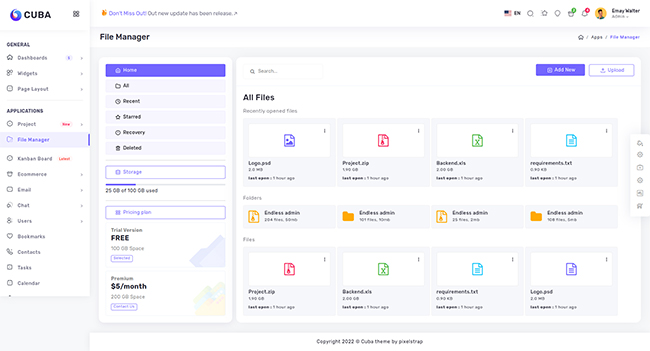 CUBA
Don't Miss Out! Out new update has been release.
EN
Emay Walter
File Manager
Apps / File Manager
GENERAL
Dashboards
Widgets
Page Layout
APPLICATIONS
Project New
File Manager
Kanban Board Latest
Ecommerce
Email
Chat
Users
Bookmarks
Contacts
Tasks
Calendar
Home
All
Recent
Starred
Recovery
Deleted
Storage
25 GB of 100 GB used
Pricing plan
Trial Version
FREE
100 GB Space
Selected
Premium
$5/month
200 GB Space
Contact Us
Search...
Add New
Upload
All Files
Recently opened files
Logo.psd
2.0 MB
last open : 1 hour ago
Project.zip
1.90 GB
last open : 1 hour ago
Backend.xls
2.00 GB
last open : 1 hour ago
requirements.txt
0.90 KB
last open : 1 hour ago
Folders
Endless admin
204 files, 50mb
Endless admin
101 files, 10mb
Endless admin
25 files, 2mb
Endless admin
108 files, 5mb
Files
Project.zip
1.90 GB
last open : 1 hour ago
Backend.xls
2.00 GB
last open : 1 hour ago
requirements.txt
0.90 KB
last open : 1 hour ago
Logo.psd
2.0 MB
last open : 1 hour ago
Copyright 2022 © Cuba theme by pixelstrap